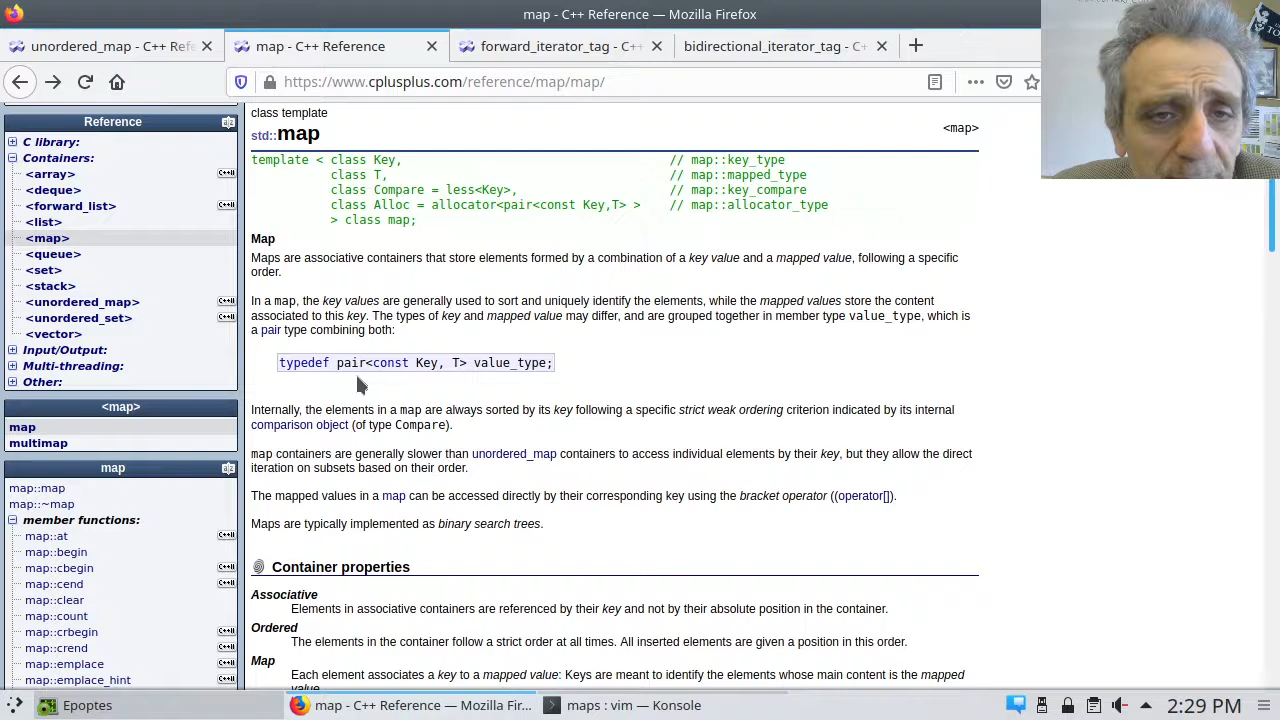 map - C++ Reference — Mozilla Firefox
unordered_map - C++ Refe
map - C++ Reference
forward_iterator_tag - C++
bidirectional_iterator_tag - C+
https://www.cplusplus.com/reference/map/map/
Reference
C library:
Containers:
<array>
<deque>
<forward_list>
<list>
<map>
<queue>
<set>
<stack>
<unordered_map>
<unordered_set>
<vector>
Input/Output:
Multi-threading:
Other:
<map>
map
multimap
map
map::map
map::~map
member functions:
map::at
map::begin
map::cbegin
map::cend
map::clear
map::count
map::crbegin
map::crend
map::emplace
map::emplace_hint
class template
std::map
<map>
template < class Key, // map::key_type
class T, // map::mapped_type
class Compare = less<Key>, // map::key_compare
class Alloc = allocator<pair<const Key,T> > // map::allocator_type
> class map;
Map
Maps are associative containers that store elements formed by a combination of a key value and a mapped value, following a specific
order.
In a map, the key values are generally used to sort and uniquely identify the elements, while the mapped values store the content
associated to this key. The types of key and mapped value may differ, and are grouped together in member type value_type, which is
a pair type combining both:
typedef pair<const Key, T> value_type;
Internally, the elements in a map are always sorted by its key following a specific strict weak ordering criterion indicated by its internal
comparison object (of type Compare).
map containers are generally slower than unordered_map containers to access individual elements by their key, but they allow the direct
iteration on subsets based on their order.
The mapped values in a map can be accessed directly by their corresponding key using the bracket operator ((operator[]).
Maps are typically implemented as binary search trees.
Container properties
Associative
Elements in associative containers are referenced by their key and not by their absolute position in the container.
Ordered
The elements in the container follow a strict order at all times. All inserted elements are given a position in this order.
Map
Each element associates a key to a mapped value: Keys are meant to identify the elements whose main content is the mapped
value.
Epoptes
map - C++ Reference — Mozilla Fir...
maps : vim — Konsole
2:29 PM